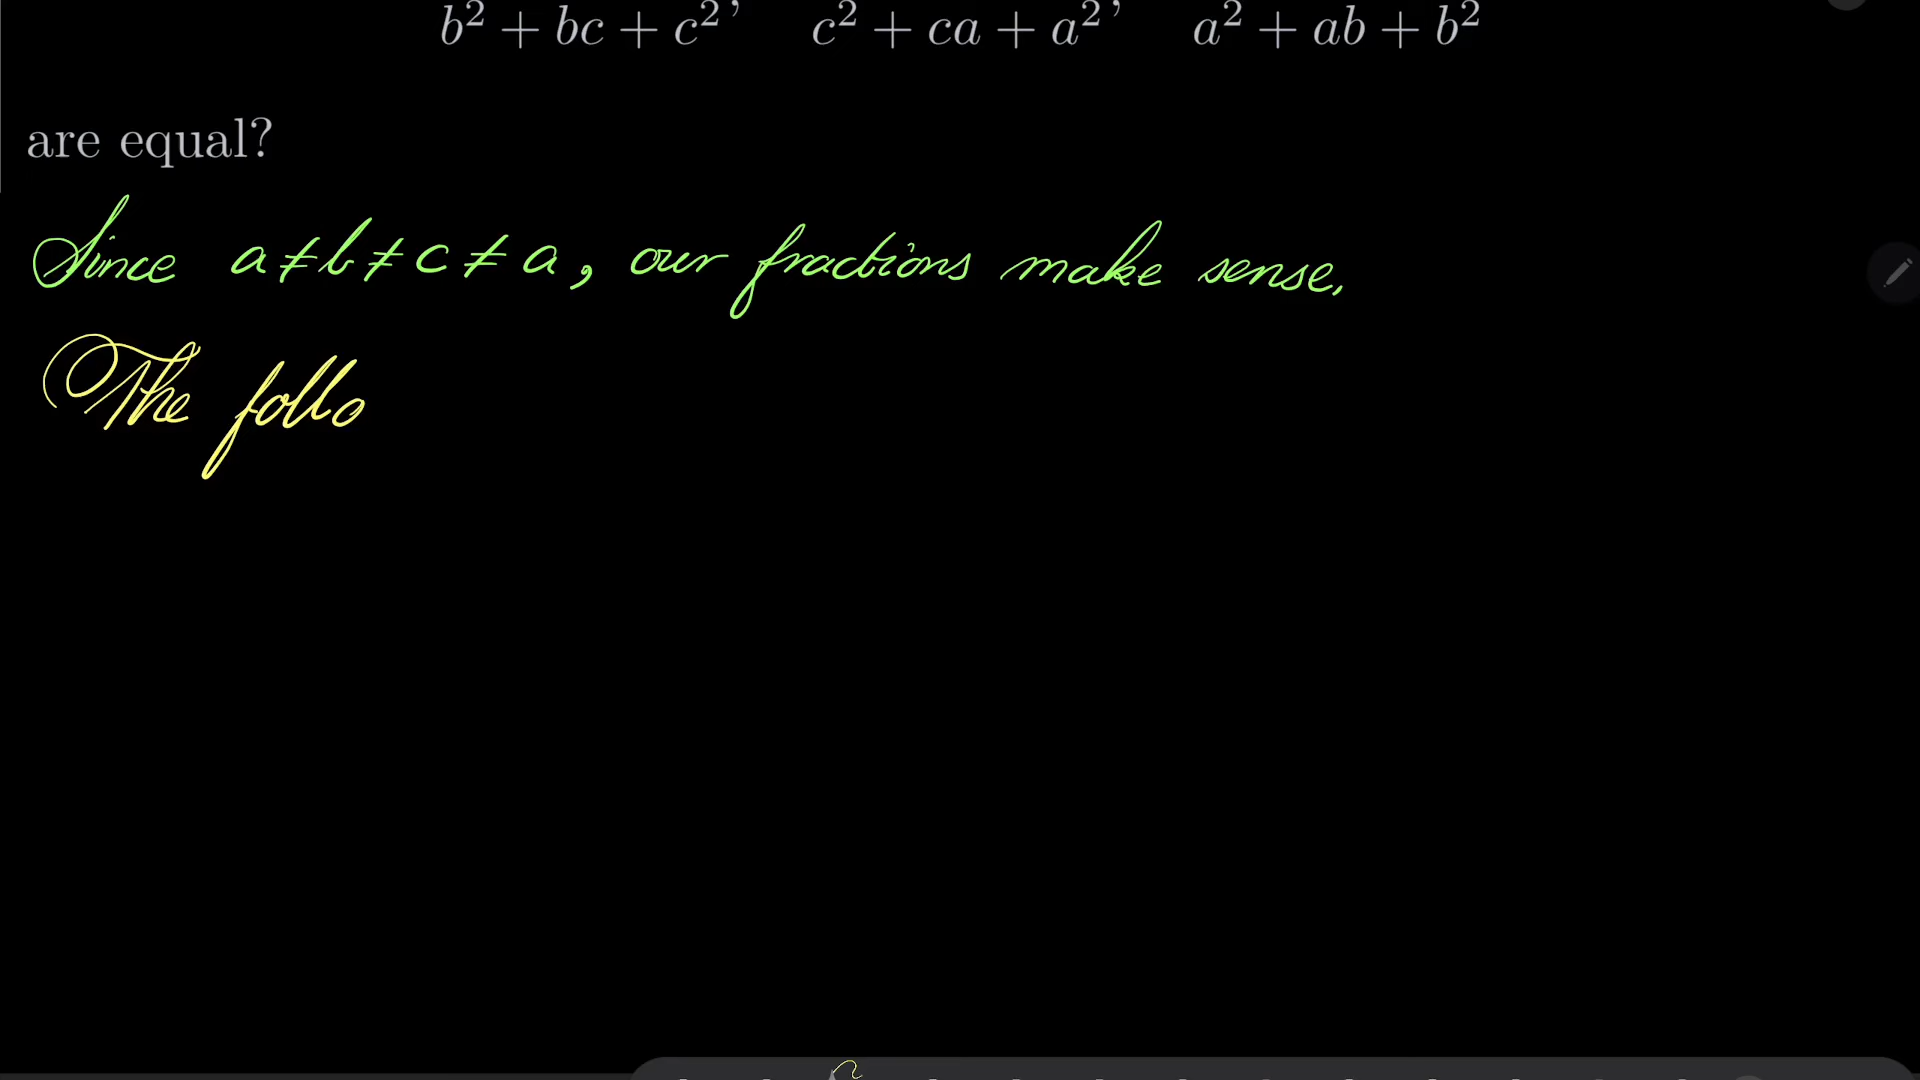 b² + bc + c²,   c² + ca + a²,   a² + ab + b²
are equal?
Since a ≠ b ≠ c ≠ a, our fractions make sense.
The follo